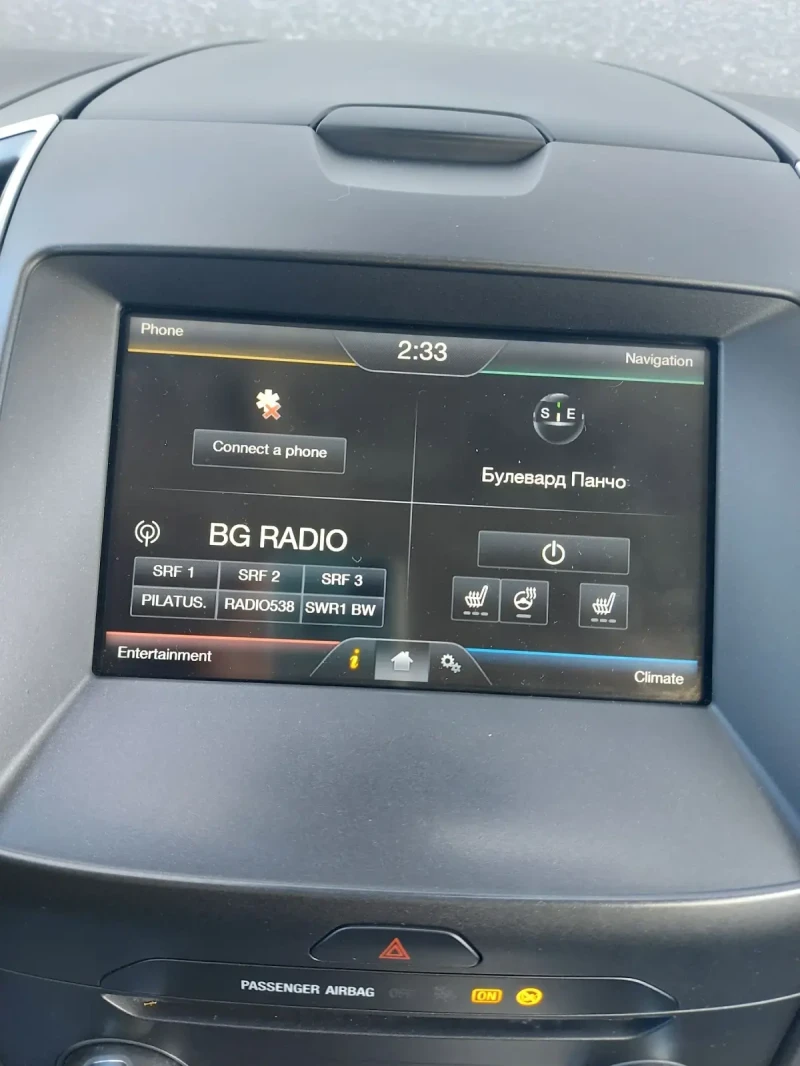 Phone
2:33
Navigation
Connect a phone
S E
Булевард Панчо
BG RADIO
SRF 1 SRF 2 SRF 3
PILATUS. RADIO538 SWR1 BW
Entertainment
i
Climate
PASSENGER AIRBAG OFF ON